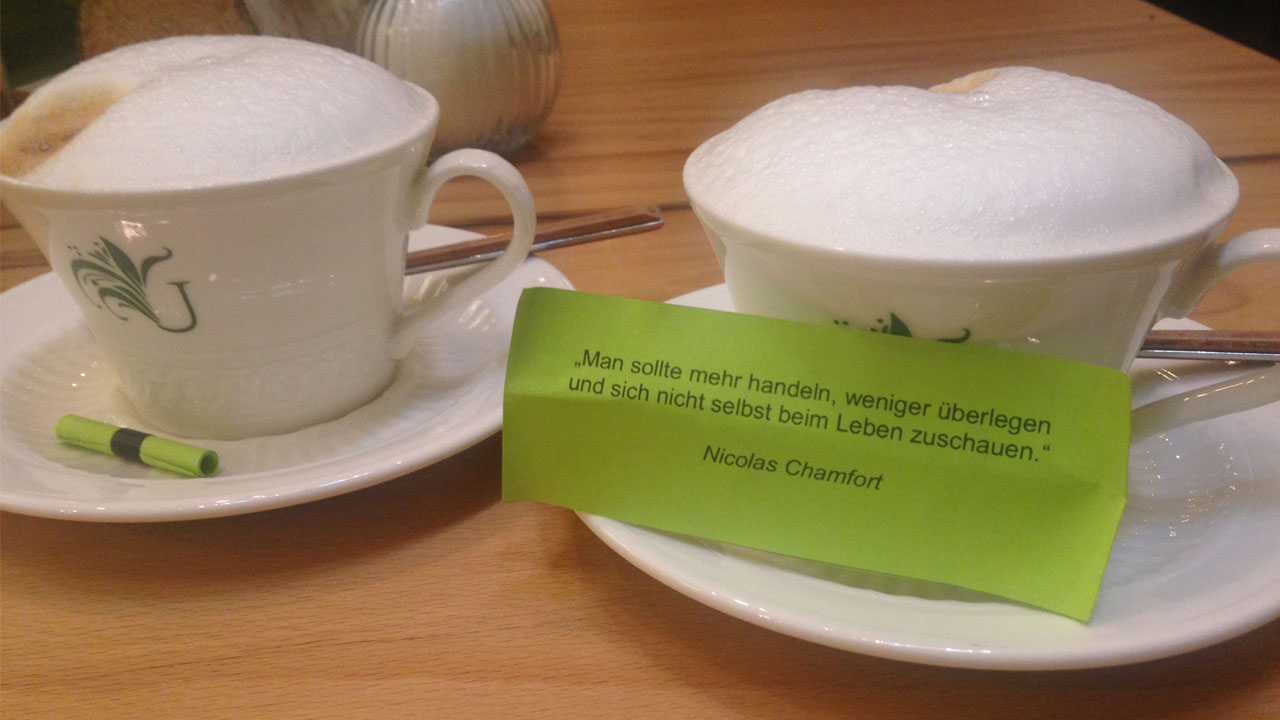 „Man sollte mehr handeln, weniger überlegen
und sich nicht selbst beim Leben zuschauen.“
Nicolas Chamfort